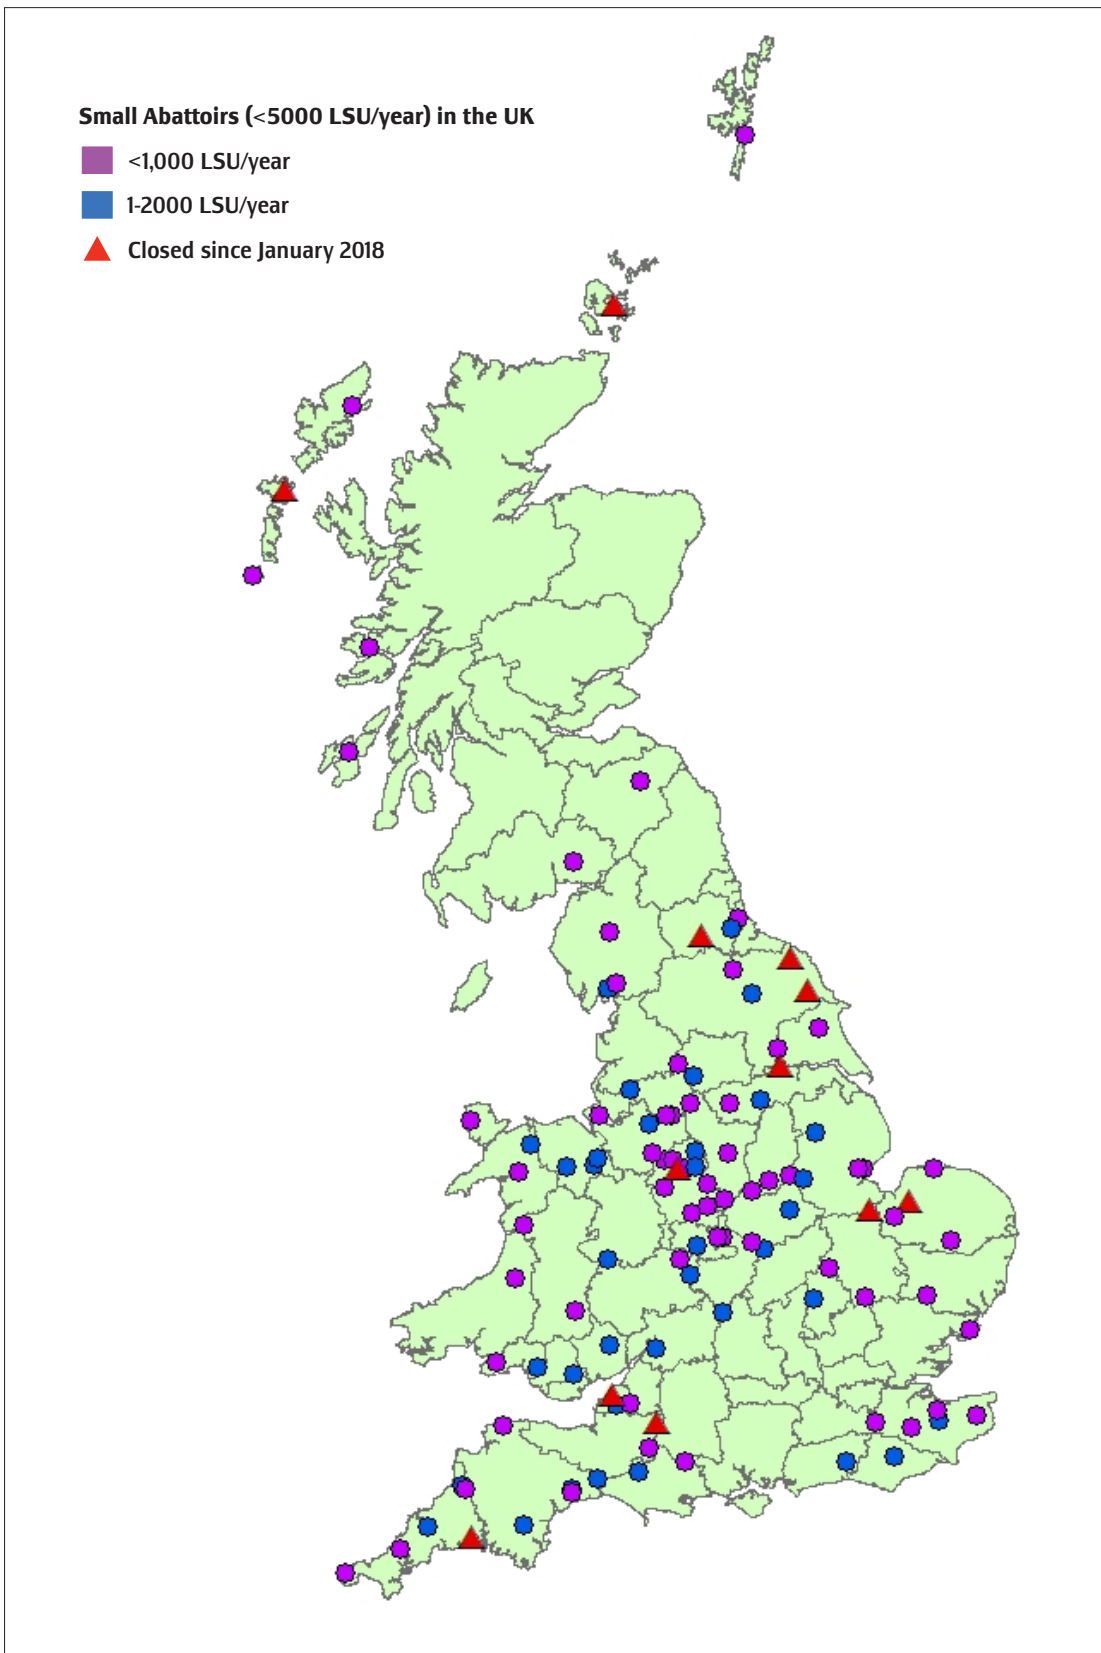 Small Abattoirs (<5000 LSU/year) in the UK
<1,000 LSU/year
1-2000 LSU/year
Closed since January 2018